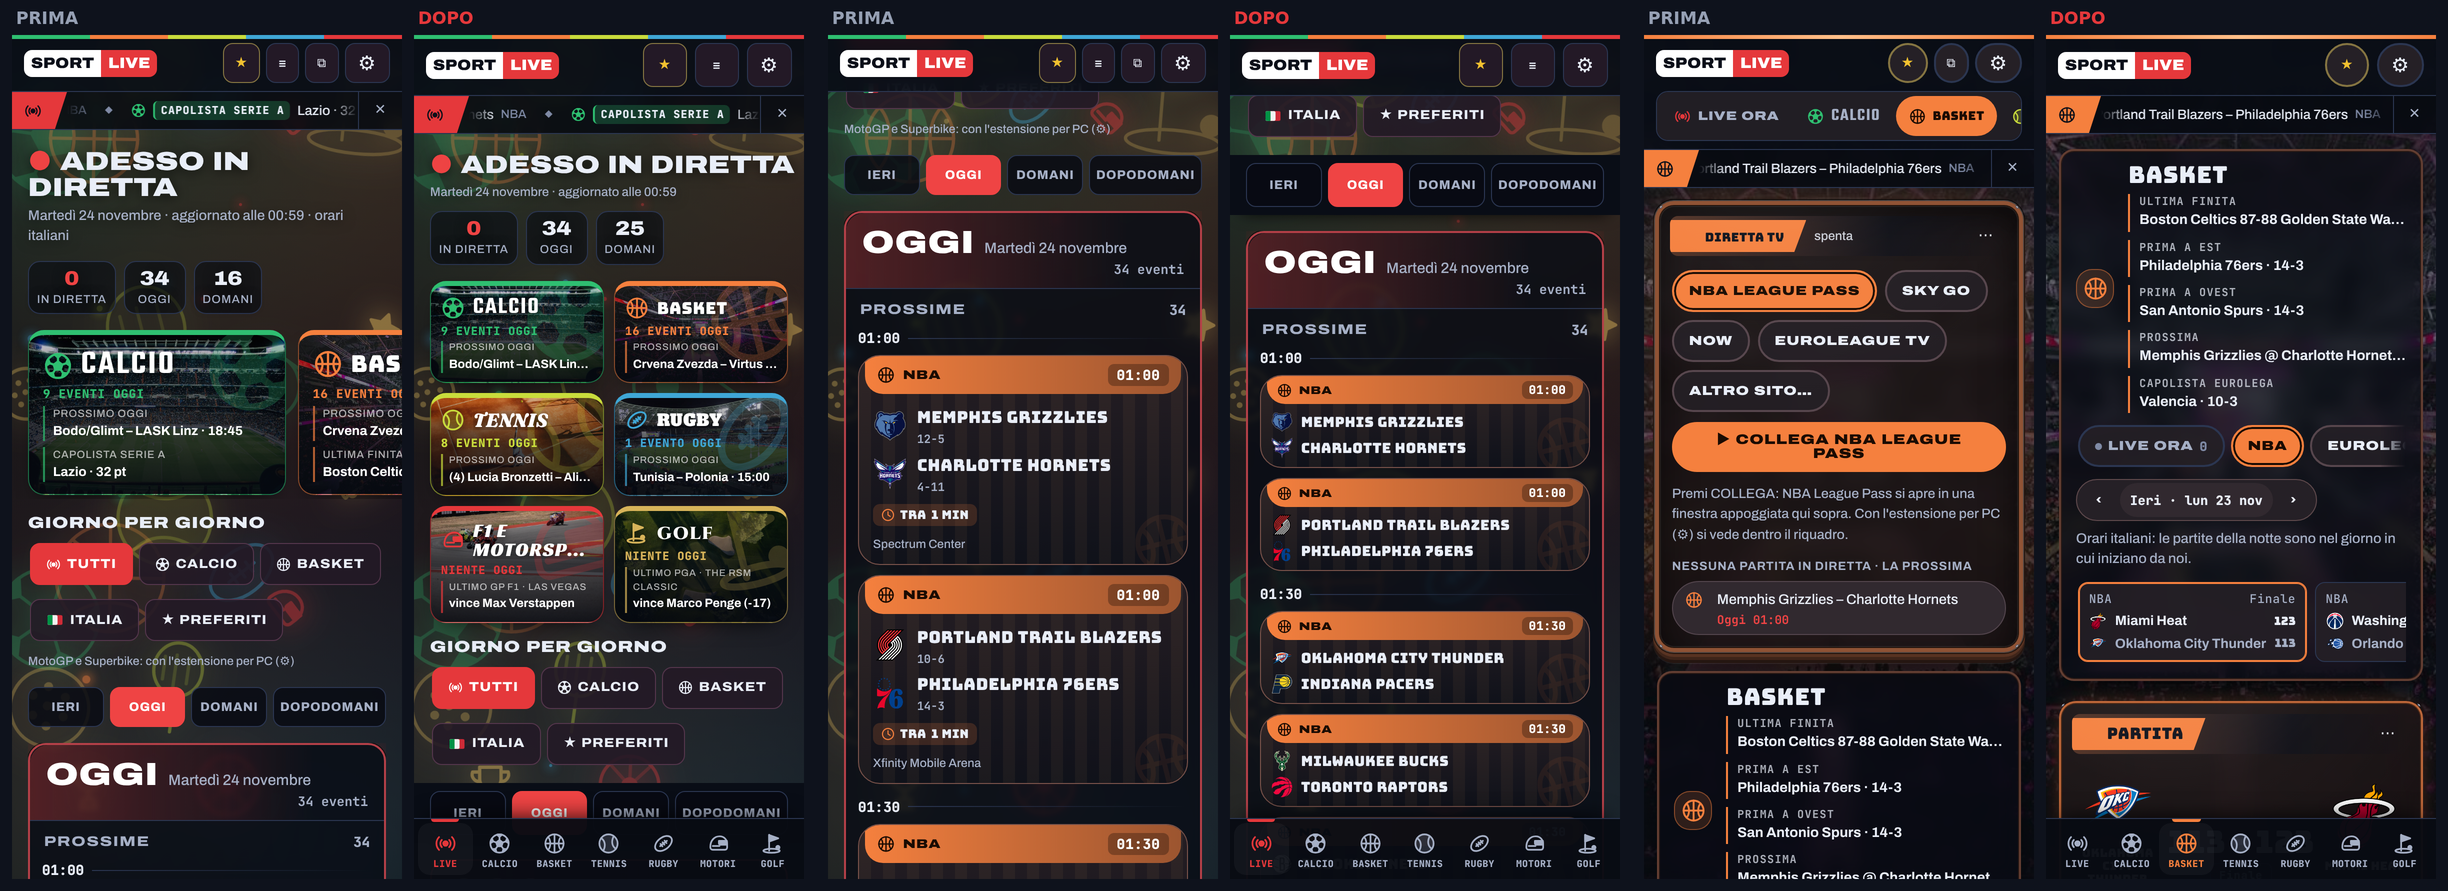 PRIMA
SPORT LIVE
BA ◆ CAPOLISTA SERIE A Lazio · 32 ✕
ADESSO IN
DIRETTA
Martedì 24 novembre · aggiornato alle 00:59 · orari
italiani
0 34 16
IN DIRETTA OGGI DOMANI
CALCIO BAS
9 EVENTI OGGI 16 EVENTI OG
PROSSIMO OGGI PROSSIMO OG
Bodo/Glimt – LASK Linz · 18:45 Crvena Zvezda
CAPOLISTA SERIE A ULTIMA FINITA
Lazio · 32 pt Boston Celtic
GIORNO PER GIORNO
TUTTI CALCIO BASKET
ITALIA ★ PREFERITI
MotoGP e Superbike: con l'estensione per PC (⚙)
IERI OGGI DOMANI DOPODOMANI
OGGI Martedì 24 novembre
34 eventi
PROSSIME 34
01:00
DOPO
SPORT LIVE
nets NBA ◆ CAPOLISTA SERIE A Laz ✕
ADESSO IN DIRETTA
Martedì 24 novembre · aggiornato alle 00:59
0 34 25
IN DIRETTA OGGI DOMANI
CALCIO BASKET
9 EVENTI OGGI 16 EVENTI OGGI
PROSSIMO OGGI PROSSIMO OGGI
Bodo/Glimt – LASK Lin... Crvena Zvezda – Virtus ...
TENNIS RUGBY
8 EVENTI OGGI 1 EVENTO OGGI
PROSSIMO OGGI PROSSIMO OGGI
(4) Lucia Bronzetti – Ali... Tunisia – Polonia · 15:00
F1 E
MOTORSP... GOLF
NIENTE OGGI NIENTE OGGI
ULTIMO GP F1 · LAS VEGAS ULTIMO PGA · THE RSM
CLASSIC
vince Max Verstappen vince Marco Penge (-17)
GIORNO PER GIORNO
TUTTI CALCIO BASKET
ITALIA ★ PREFERITI
IERI OGGI DOMANI DOPODOMANI
LIVE CALCIO BASKET TENNIS RUGBY MOTORI GOLF
PRIMA
SPORT LIVE
MotoGP e Superbike: con l'estensione per PC (⚙)
IERI OGGI DOMANI DOPODOMANI
OGGI Martedì 24 novembre
34 eventi
PROSSIME 34
01:00
NBA 01:00
MEMPHIS GRIZZLIES
12-5
CHARLOTTE HORNETS
4-11
TRA 1 MIN
Spectrum Center
NBA 01:00
PORTLAND TRAIL BLAZERS
10-6
PHILADELPHIA 76ERS
14-3
TRA 1 MIN
Xfinity Mobile Arena
01:30
NBA 01:30
DOPO
SPORT LIVE
ITALIA ★ PREFERITI
IERI OGGI DOMANI DOPODOMANI
OGGI Martedì 24 novembre
34 eventi
PROSSIME 34
01:00
NBA 01:00
MEMPHIS GRIZZLIES
CHARLOTTE HORNETS
NBA 01:00
PORTLAND TRAIL BLAZERS
PHILADELPHIA 76ERS
01:30
NBA 01:30
OKLAHOMA CITY THUNDER
INDIANA PACERS
NBA 01:30
MILWAUKEE BUCKS
TORONTO RAPTORS
LIVE CALCIO BASKET TENNIS RUGBY MOTORI GOLF
PRIMA
SPORT LIVE
LIVE ORA CALCIO BASKET
ortland Trail Blazers – Philadelphia 76ers NBA ✕
DIRETTA TV spenta ...
NBA LEAGUE PASS SKY GO
NOW EUROLEAGUE TV
ALTRO SITO...
▶ COLLEGA NBA LEAGUE
PASS
Premi COLLEGA: NBA League Pass si apre in una
finestra appoggiata qui sopra. Con l'estensione per PC
(⚙) si vede dentro il riquadro.
NESSUNA PARTITA IN DIRETTA · LA PROSSIMA
Memphis Grizzlies – Charlotte Hornets
Oggi 01:00
BASKET
ULTIMA FINITA
Boston Celtics 87-88 Golden State Wa...
PRIMA A EST
Philadelphia 76ers · 14-3
PRIMA A OVEST
San Antonio Spurs · 14-3
PROSSIMA
Memphis Grizzlies @ Charlotte Hornet...
DOPO
SPORT LIVE
ortland Trail Blazers – Philadelphia 76ers NBA ✕
BASKET
ULTIMA FINITA
Boston Celtics 87-88 Golden State Wa...
PRIMA A EST
Philadelphia 76ers · 14-3
PRIMA A OVEST
San Antonio Spurs · 14-3
PROSSIMA
Memphis Grizzlies @ Charlotte Hornet...
CAPOLISTA EUROLEGA
Valencia · 10-3
LIVE ORA 0 NBA EUROLE
‹ Ieri · lun 23 nov ›
Orari italiani: le partite della notte sono nel giorno in
cui iniziano da noi.
NBA Finale NBA
Miami Heat 123 Washing
Oklahoma City Thunder 113 Orlando
PARTITA ...
LIVE CALCIO BASKET TENNIS RUGBY MOTORI GOLF